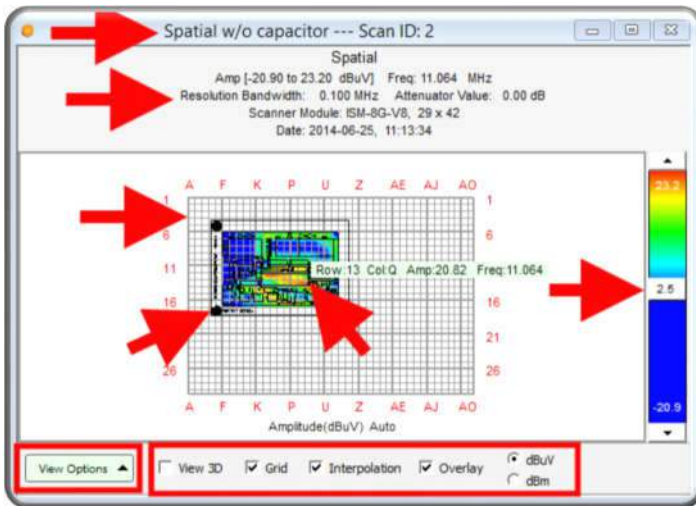 Spatial w/o capacitor --- Scan ID: 2
Spatial
Amp [-20.90 to 23.20 dBuV] Freq: 11.064 MHz
Resolution Bandwidth: 0.100 MHz Attenuator Value: 0.00 dB
Scanner Module: ISM-8G-V8, 29 x 42
Date: 2014-06-25, 11:13:34
A F K P U Z AE AJ AO
23.2
1 1
6 6
11 Row:13 Col:Q Amp:20.82 Freq:11.064
2.5
16 16
21
26 26
A F K P U Z AE AJ AO
-20.9
Amplitude(dBuV) Auto
View Options View 3D Grid Interpolation Overlay dBuV
dBm